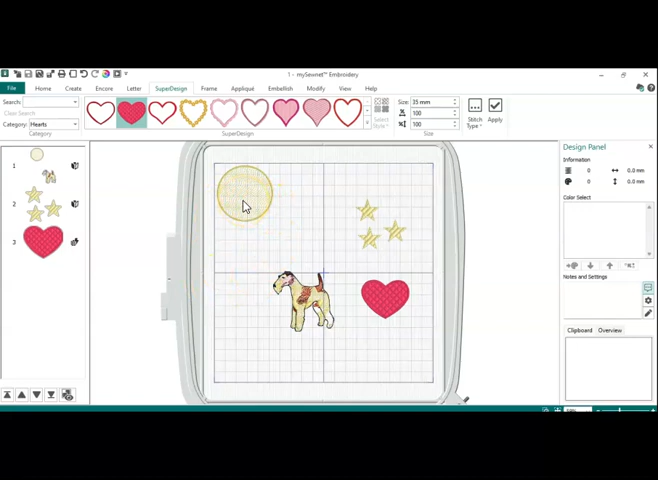 1 - mySewnet™ Embroidery
File Home Create Encore Letter SuperDesign Frame Appliqué Embellish Modify View Help
Search:
Clear Search
Category: Hearts
Category
SuperDesign
Select Style
Size: 35 mm
100
100
Size
Stitch Type
Apply
Design Panel
Information
0 0.0 mm
0 0.0 mm
Color Select
Notes and Settings
Clipboard Overview
1
2
3